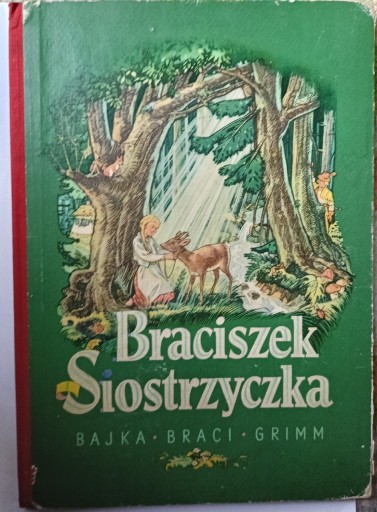 Braciszek
Siostrzyczka
BAJKA · BRACI · GRIMM